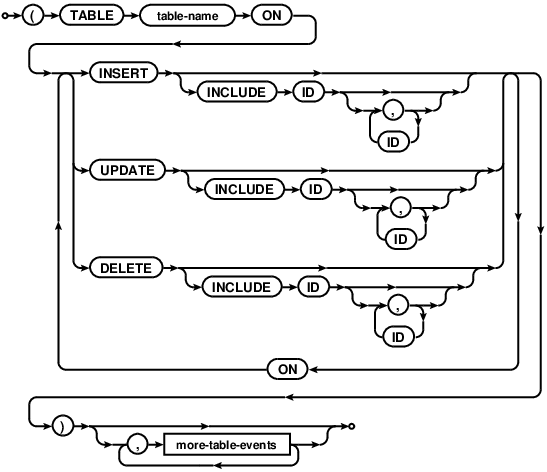 ( TABLE table-name ON
INSERT
INCLUDE ID ,
ID
UPDATE
INCLUDE ID ,
ID
DELETE
INCLUDE ID ,
ID
ON
)
, more-table-events